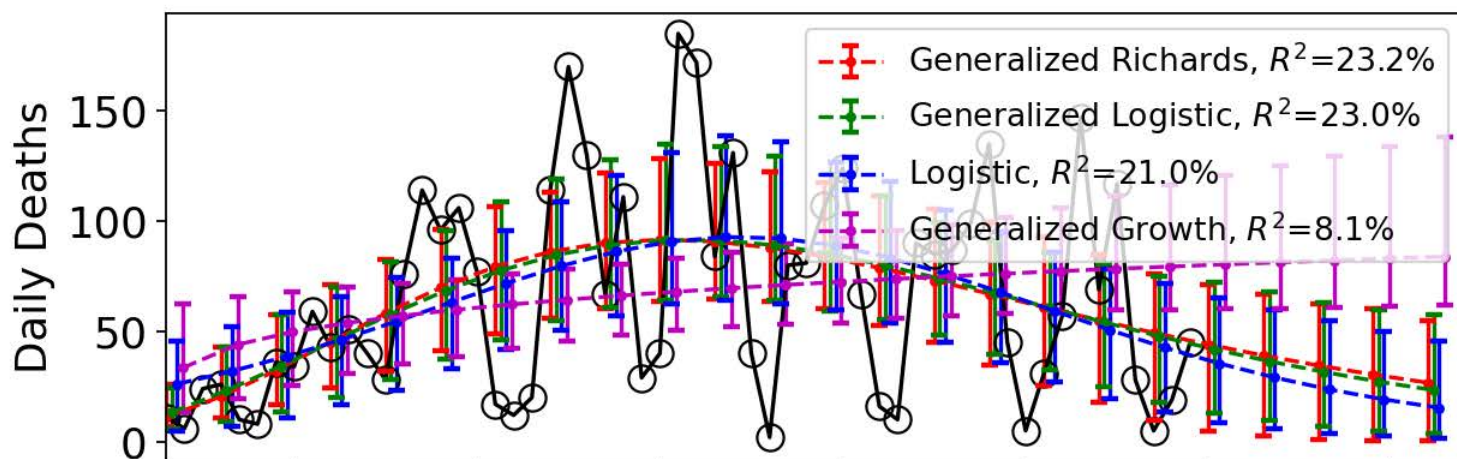 Daily Deaths
150
100
50
0
Generalized Richards, R²=23.2%
Generalized Logistic, R²=23.0%
Logistic, R²=21.0%
Generalized Growth, R²=8.1%